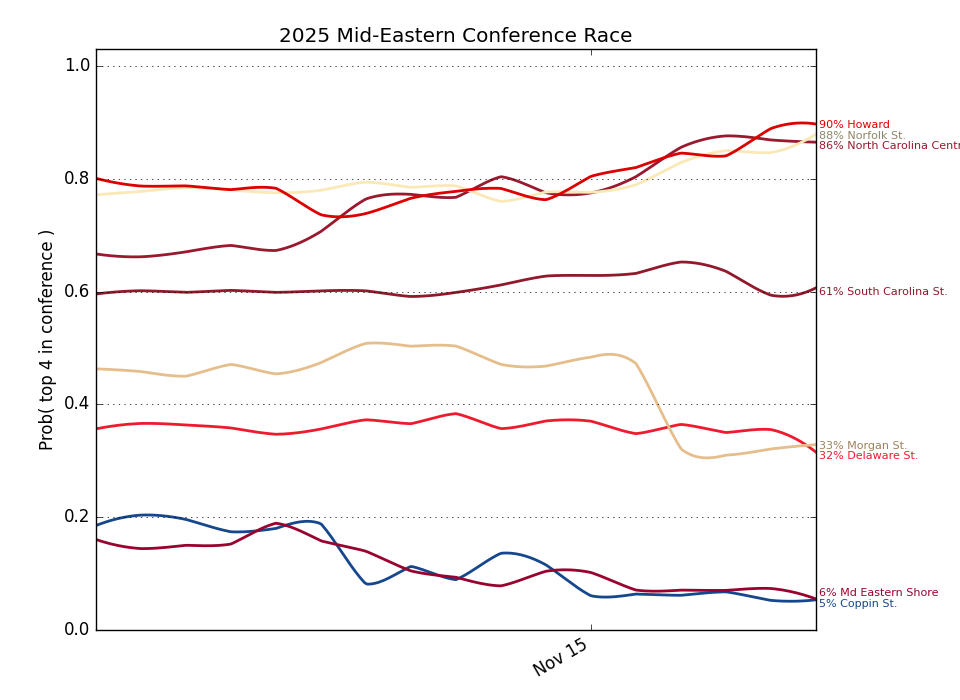 2025 Mid-Eastern Conference Race
Prob( top 4 in conference )
1.0
0.8
0.6
0.4
0.2
0.0
Nov 15
90% Howard
88% Norfolk St.
86% North Carolina Centr
61% South Carolina St.
33% Morgan St.
32% Delaware St.
6% Md Eastern Shore
5% Coppin St.